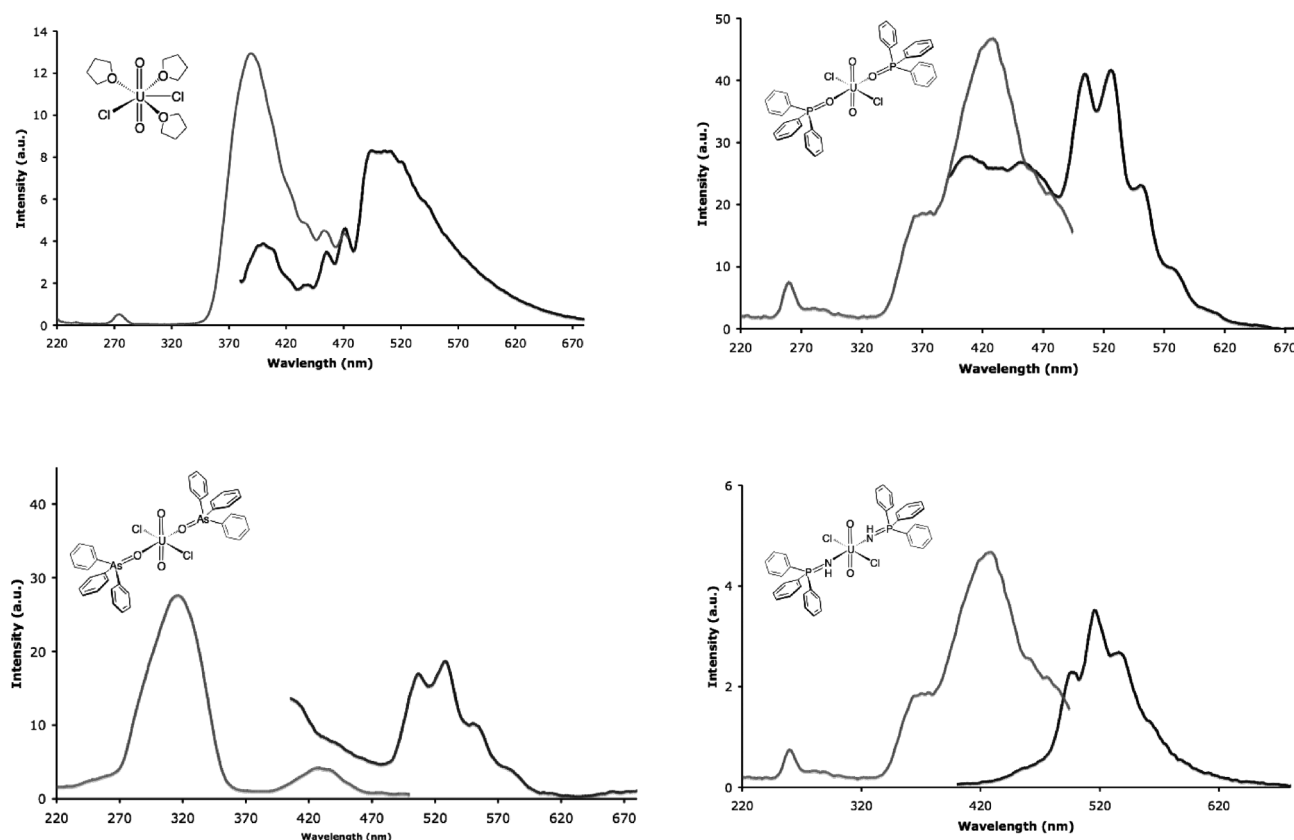 14
12
10
8
6
4
2
0
Intensity (a.u.)
O
O O
U Cl
Cl O
O
220 270 320 370 420 470 520 570 620 670
Wavlength (nm)
50
40
30
20
10
0
Intensity (a.u.)
O=P
Cl O
U
P=O Cl
O
220 270 320 370 420 470 520 570 620 670
Wavelength (nm)
40
30
20
10
0
Intensity (a.u.)
O=As
Cl O
U
As=O Cl
O
220 270 320 370 420 470 520 570 620 680
Wavelength (nm)
6
4
2
0
Intensity (a.u.)
H
N=P
Cl O
U
P=N Cl
H O
220 320 420 520 620
Wavelength (nm)